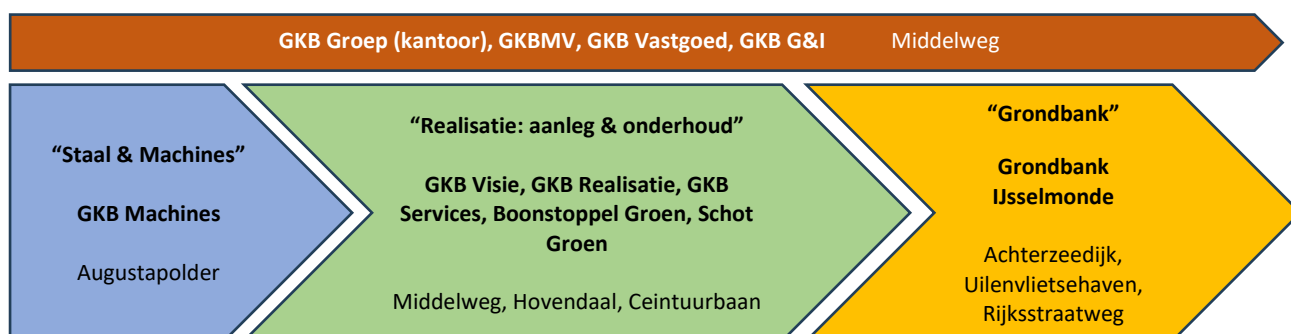 GKB Groep (kantoor), GKBMV, GKB Vastgoed, GKB G&I Middelweg
“Staal & Machines”
GKB Machines
Augustapolder
“Realisatie: aanleg & onderhoud”
GKB Visie, GKB Realisatie, GKB
Services, Boonstoppel Groen, Schot
Groen
Middelweg, Hovendaal, Ceintuurbaan
“Grondbank”
Grondbank
IJsselmonde
Achterzeedijk,
Uilenvlietsehaven,
Rijksstraatweg